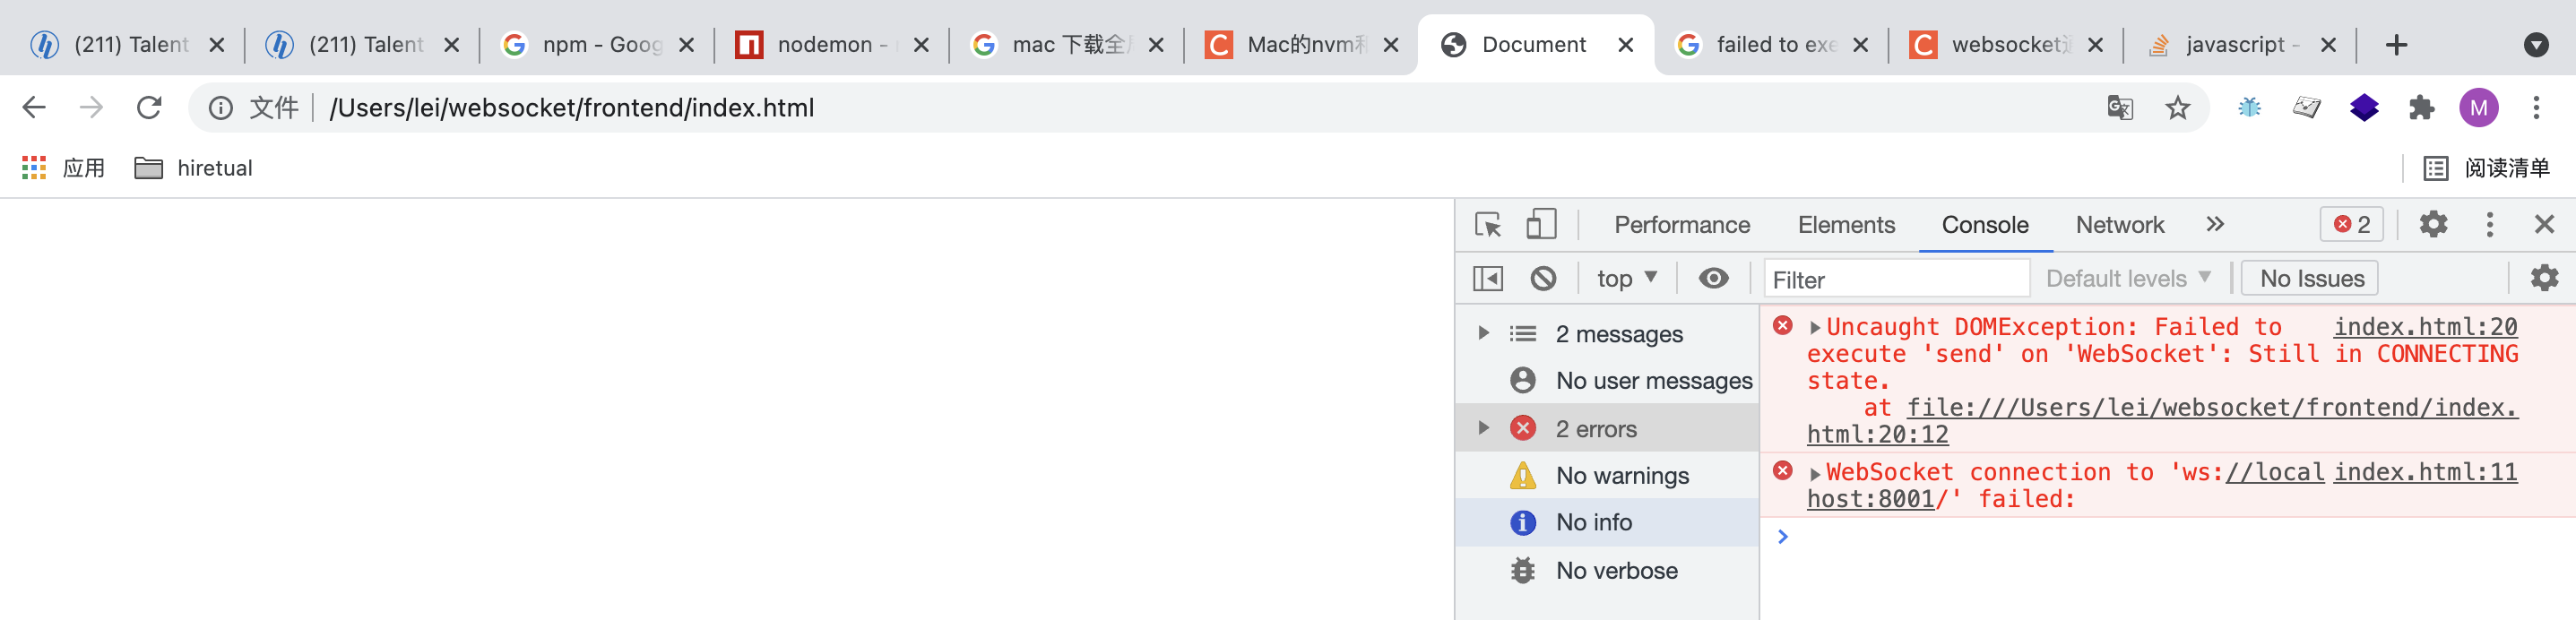 (211) Talent
(211) Talent
npm - Goog
nodemon -
mac 下载全
Mac的nvm和
Document
failed to exe
websocket
javascript -
文件 /Users/lei/websocket/frontend/index.html
M
应用
hiretual
阅读清单
Performance Elements Console Network 2
top Filter Default levels No Issues
2 messages
No user messages
2 errors
No warnings
No info
No verbose
Uncaught DOMException: Failed to index.html:20
execute 'send' on 'WebSocket': Still in CONNECTING
state.
at file:///Users/lei/websocket/frontend/index.
html:20:12
WebSocket connection to 'ws://local index.html:11
host:8001/' failed: